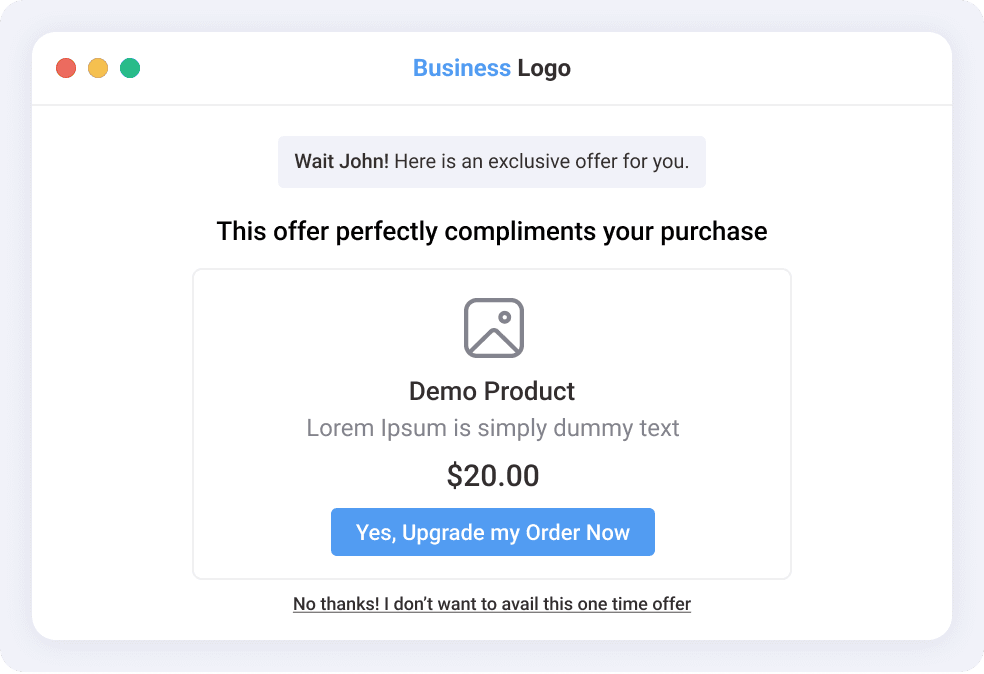 Business Logo
Wait John! Here is an exclusive offer for you.
This offer perfectly compliments your purchase
Demo Product
Lorem Ipsum is simply dummy text
$20.00
Yes, Upgrade my Order Now
No thanks! I don’t want to avail this one time offer